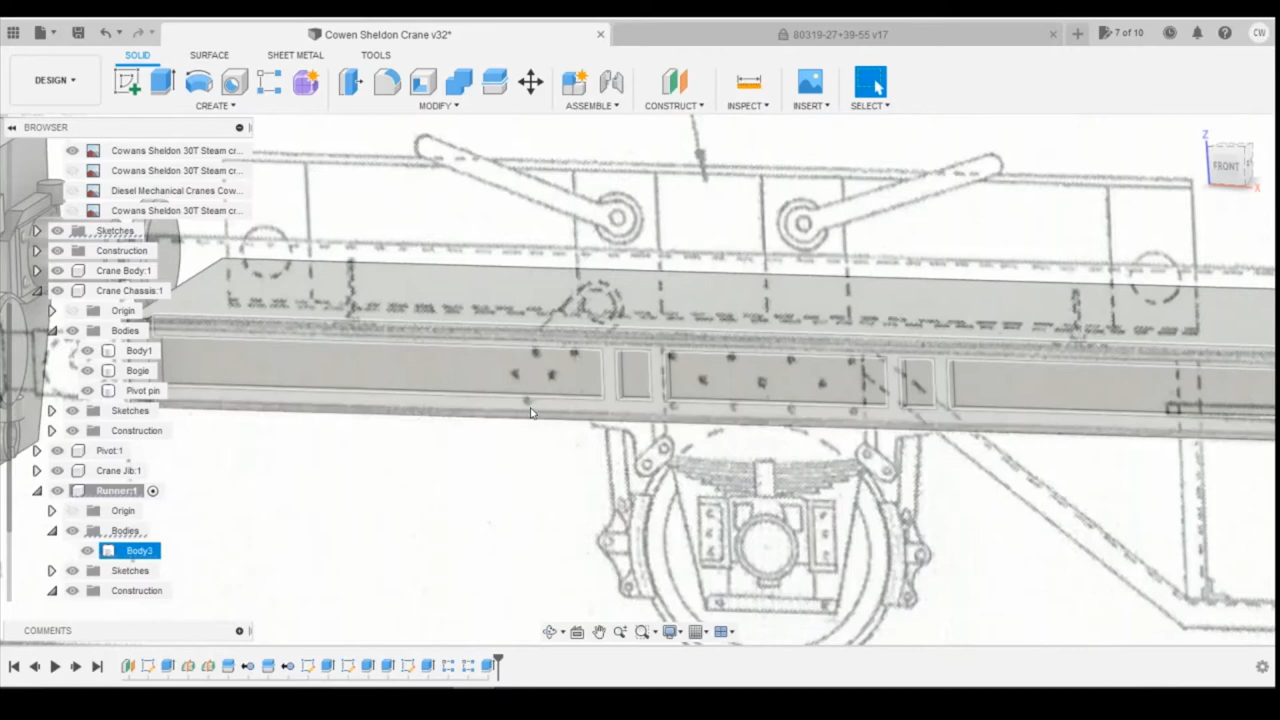 Cowen Sheldon Crane v32*
80319-27+39-55 v17
7 of 10
CW
DESIGN
SOLID
SURFACE
SHEET METAL
TOOLS
CREATE
MODIFY
ASSEMBLE
CONSTRUCT
INSPECT
INSERT
SELECT
BROWSER
Cowans Sheldon 30T Steam cr...
Cowans Sheldon 30T Steam cr...
Diesel Mechanical Cranes Cow...
Cowans Sheldon 30T Steam cr...
Sketches
Construction
Crane Body:1
Crane Chassis:1
Origin
Bodies
Body1
Bogie
Pivot pin
Sketches
Construction
Pivot:1
Crane Jib:1
Runner:1
Origin
Bodies
Body3
Sketches
Construction
COMMENTS
Z
FRONT
X